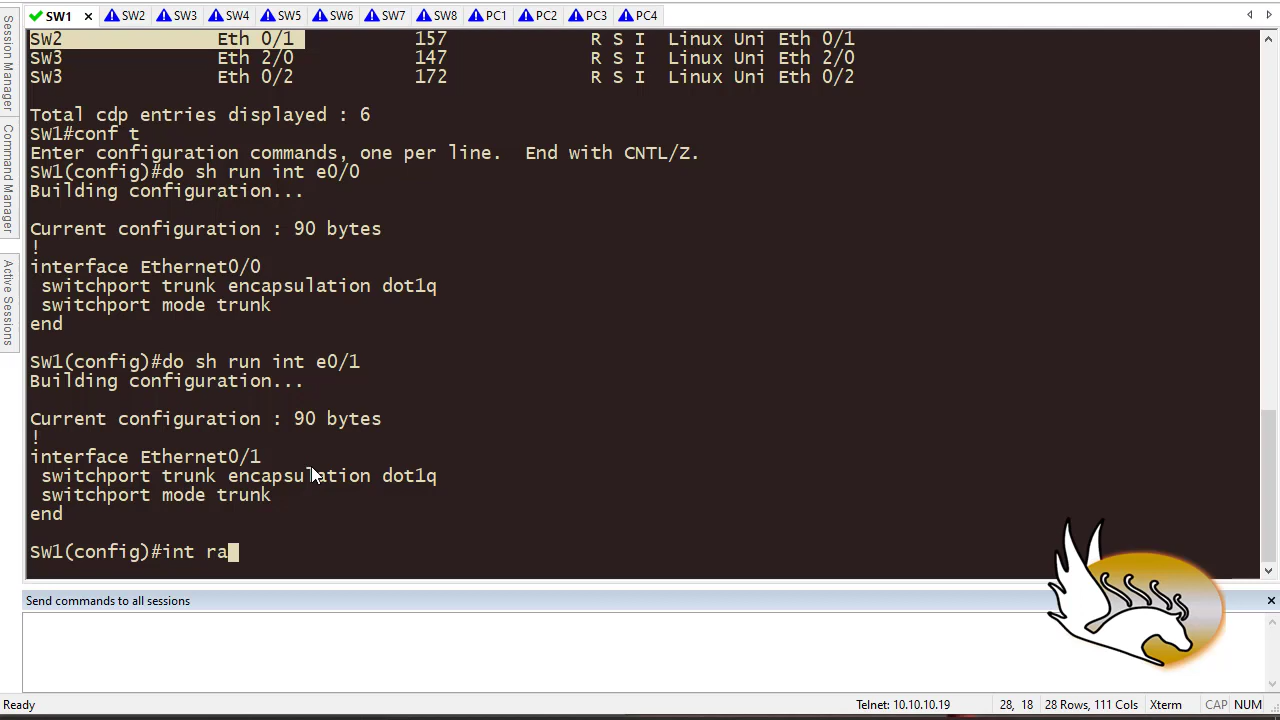 SW1 × SW2 SW3 SW4 SW5 SW6 SW7 SW8 PC1 PC2 PC3 PC4
Session Manager
Command Manager
Active Sessions
SW2 Eth 0/1 157 R S I Linux Uni Eth 0/1
SW3 Eth 2/0 147 R S I Linux Uni Eth 2/0
SW3 Eth 0/2 172 R S I Linux Uni Eth 0/2
Total cdp entries displayed : 6
SW1#conf t
Enter configuration commands, one per line. End with CNTL/Z.
SW1(config)#do sh run int e0/0
Building configuration...
Current configuration : 90 bytes
!
interface Ethernet0/0
switchport trunk encapsulation dot1q
switchport mode trunk
end
SW1(config)#do sh run int e0/1
Building configuration...
Current configuration : 90 bytes
!
interface Ethernet0/1
switchport trunk encapsulation dot1q
switchport mode trunk
end
SW1(config)#int ra
Send commands to all sessions ×
Ready Telnet: 10.10.10.19 28, 18 28 Rows, 111 Cols Xterm CAP NUM